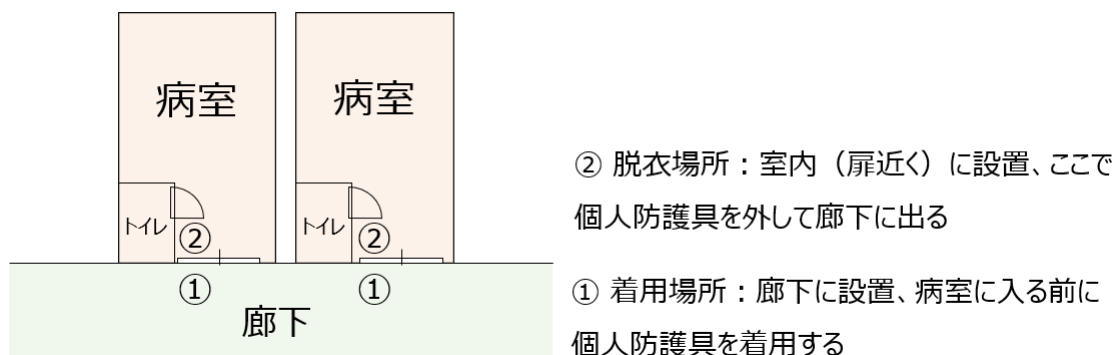 病室
病室
② 脱衣場所：室内（扉近く）に設置、ここで
個人防護具を外して廊下に出る
トイレ
②
トイレ
②
①
①
① 着用場所：廊下に設置、病室に入る前に
個人防護具を着用する
廊下